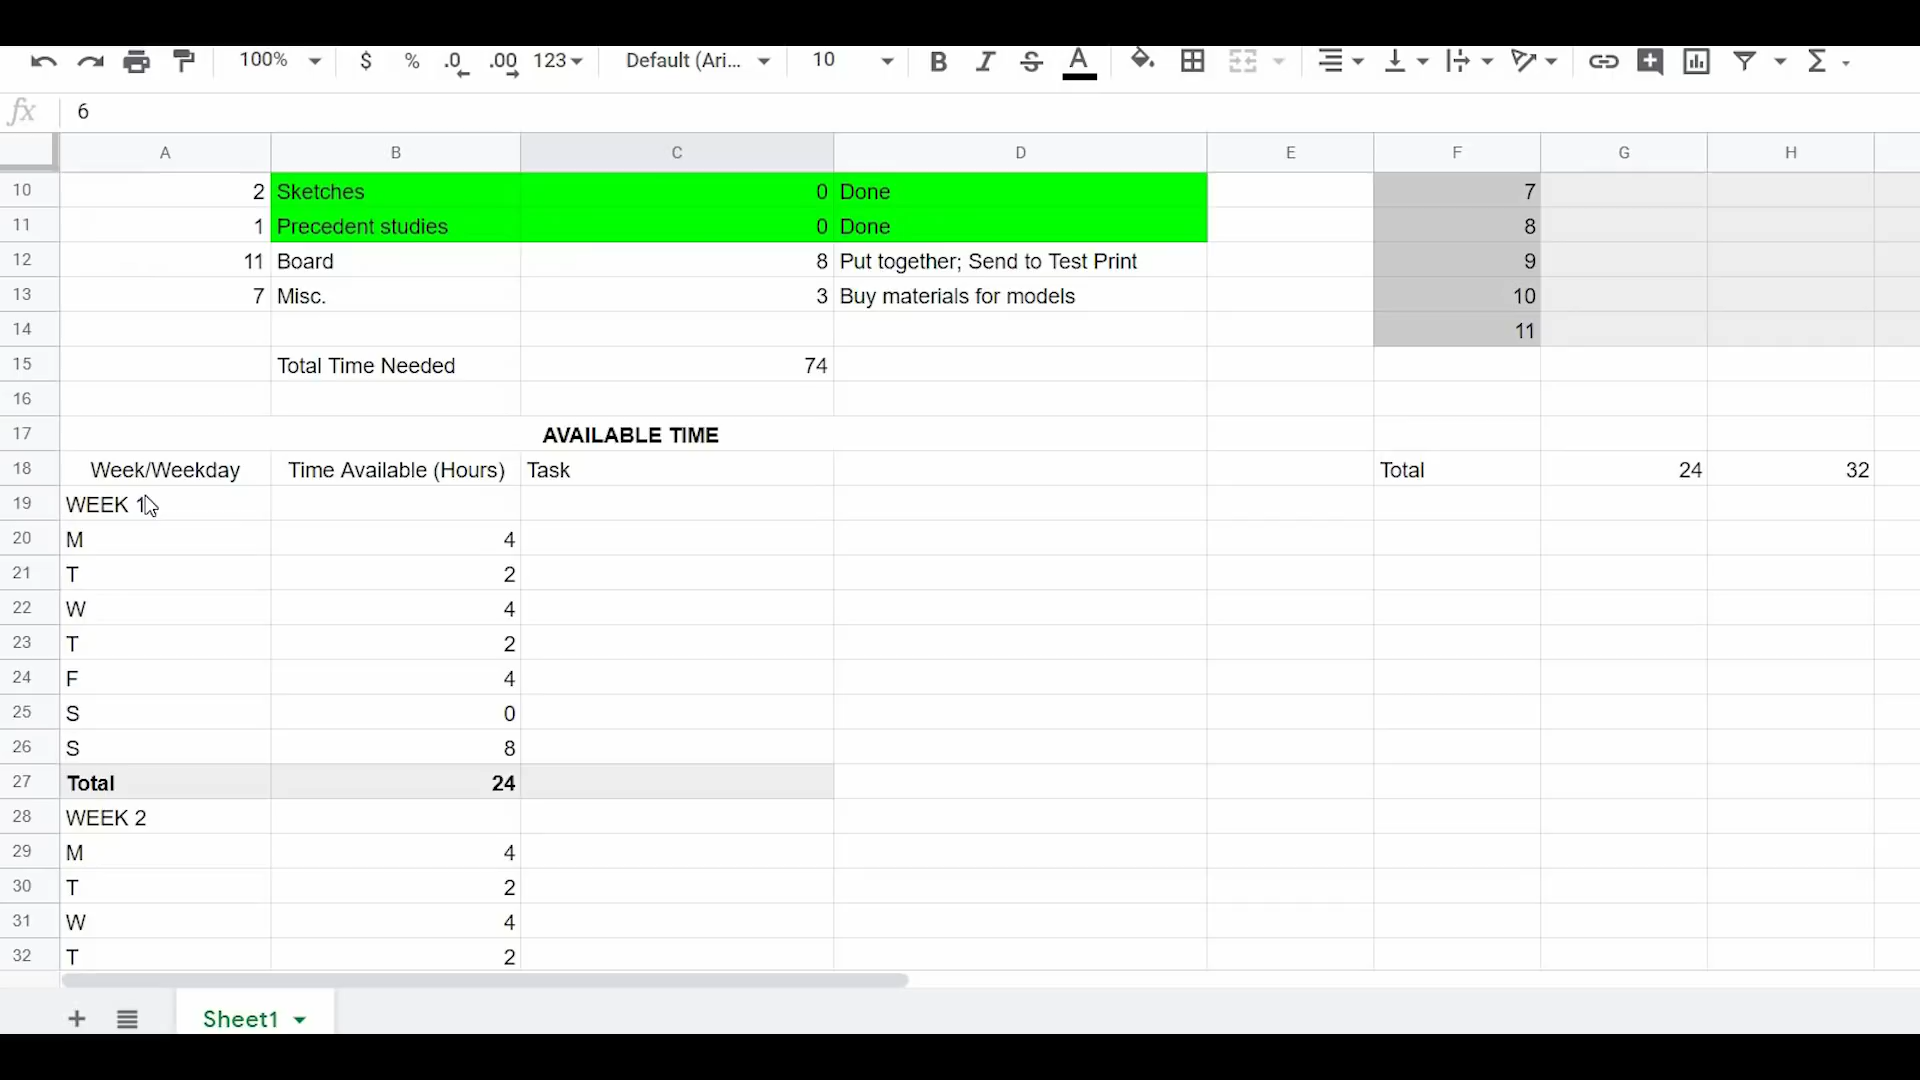 100% $ % .0 .00 123 Default (Ari... 10 B I S A Σ
fx 6
A B C D E F G H
10 2 Sketches 0 Done 7
11 1 Precedent studies 0 Done 8
12 11 Board 8 Put together; Send to Test Print 9
13 7 Misc. 3 Buy materials for models 10
14 11
15 Total Time Needed 74
16
17 AVAILABLE TIME
18 Week/Weekday Time Available (Hours) Task Total 24 32
19 WEEK 1
20 M 4
21 T 2
22 W 4
23 T 2
24 F 4
25 S 0
26 S 8
27 Total 24
28 WEEK 2
29 M 4
30 T 2
31 W 4
32 T 2
+ Sheet1